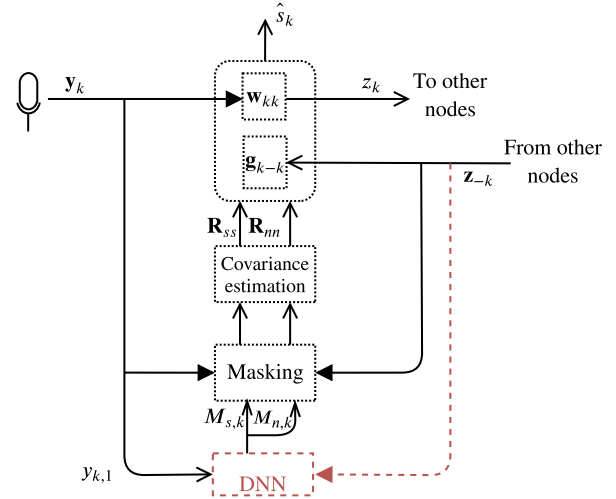 ŝₖ
𝐲ₖ
𝐰ₖₖ
zₖ
To other
nodes
𝐠ₖ₋ₖ
From other
nodes
𝐳₋ₖ
𝐑ₛₛ
𝐑ₙₙ
Covariance
estimation
Masking
Mₛ,ₖ
Mₙ,ₖ
yₖ,₁
DNN